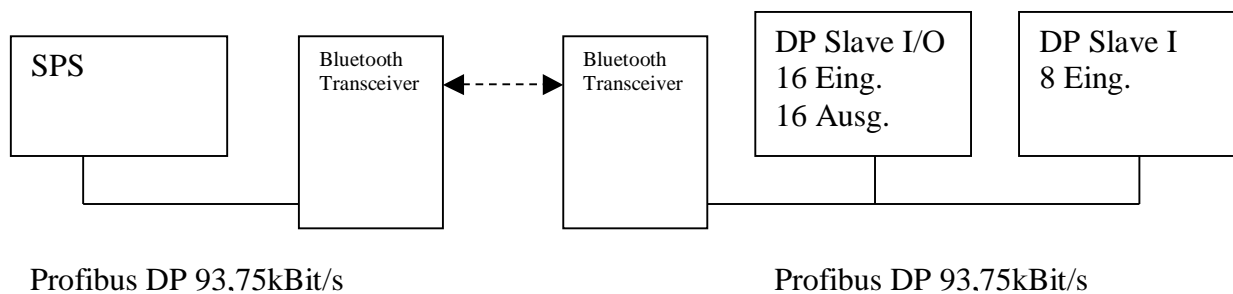 SPS
Bluetooth
Transceiver
Bluetooth
Transceiver
DP Slave I/O
16 Eing.
16 Ausg.
DP Slave I
8 Eing.
Profibus DP 93,75kBit/s
Profibus DP 93,75kBit/s